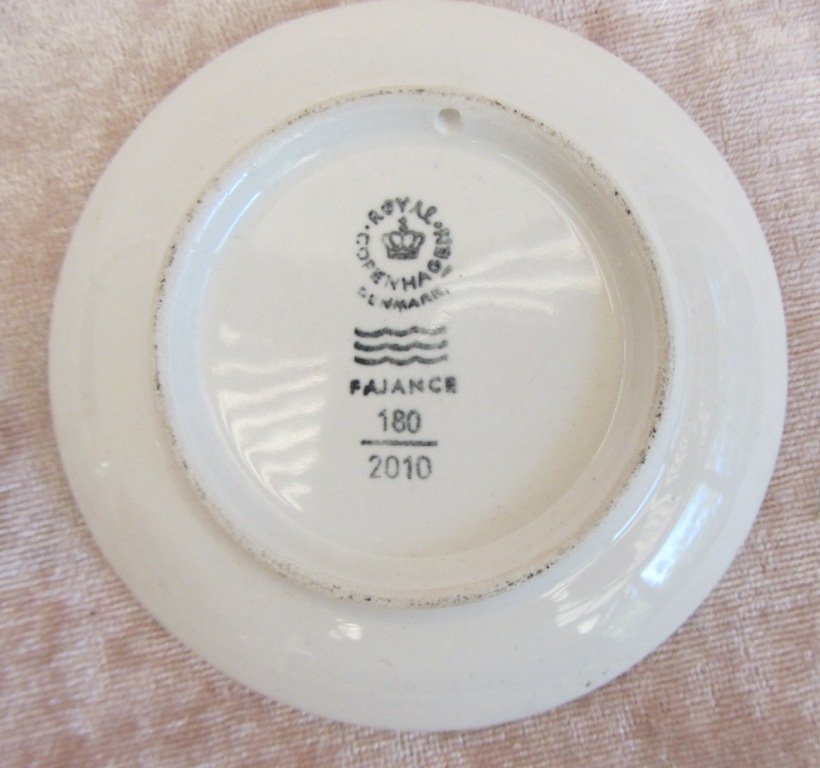 ROYAL COPENHAGEN
DENMARK
FAJANCE
180
2010